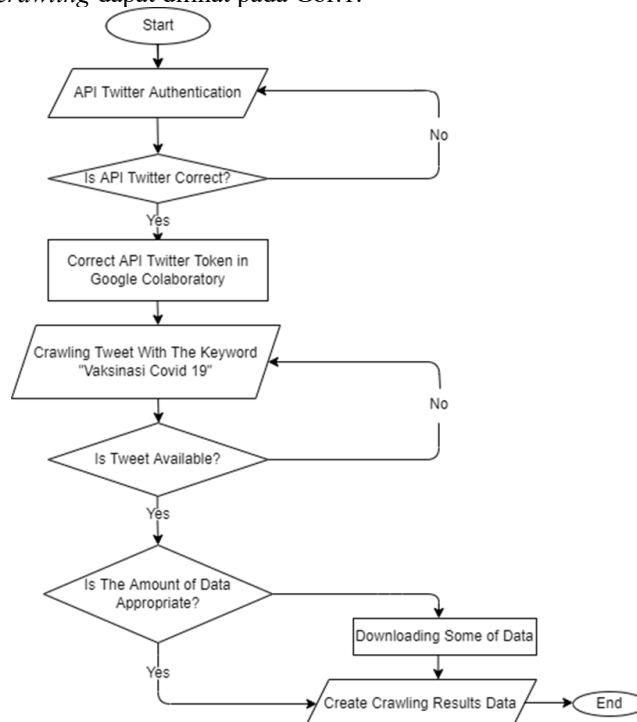 crawling dapat dilihat pada Gbr.1.
Start
API Twitter Authentication
No
Is API Twitter Correct?
Yes
Correct API Twitter Token in
Google Colaboratory
Crawling Tweet With The Keyword
"Vaksinasi Covid 19"
No
Is Tweet Available?
Yes
Is The Amount of Data
Appropriate?
Downloading Some of Data
Yes
Create Crawling Results Data
End